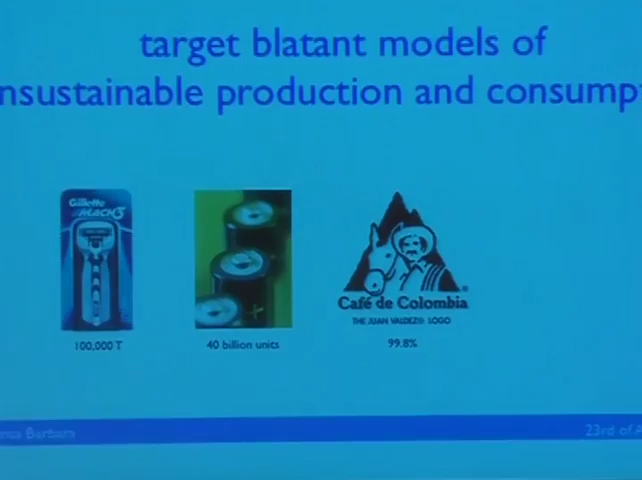 target blatant models of
nsustainable production and consump
Gillette
MACH3
100,000 T
40 billion units
+
Café de Colombia
THE JUAN VALDEZ® LOGO
99.8%
Barbara
23rd of A